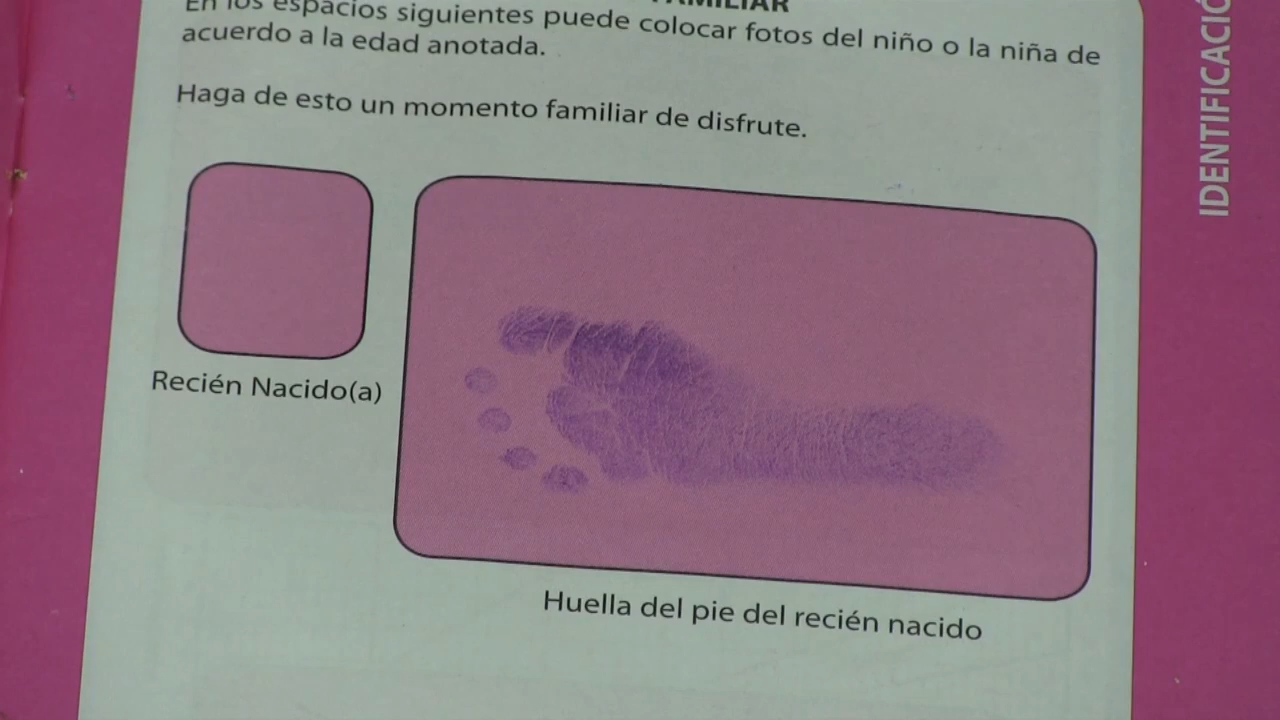 FAMILIAR
En los espacios siguientes puede colocar fotos del niño o la niña de
acuerdo a la edad anotada.
Haga de esto un momento familiar de disfrute.
Recién Nacido(a)
Huella del pie del recién nacido